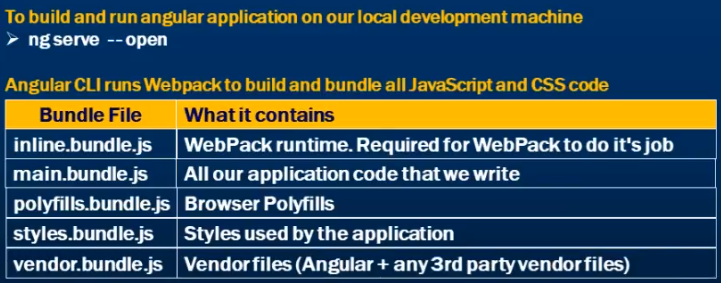 To build and run angular application on our local development machine
➢ ng serve --open
Angular CLI runs Webpack to build and bundle all JavaScript and CSS code
Bundle File What it contains
inline.bundle.js WebPack runtime. Required for WebPack to do it's job
main.bundle.js All our application code that we write
polyfills.bundle.js Browser Polyfills
styles.bundle.js Styles used by the application
vendor.bundle.js Vendor files (Angular + any 3rd party vendor files)